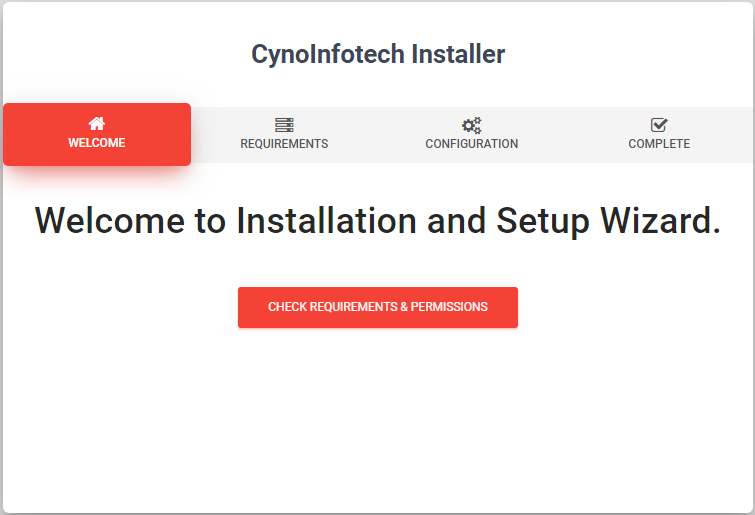 CynoInfotech Installer
WELCOME
REQUIREMENTS
CONFIGURATION
COMPLETE
Welcome to Installation and Setup Wizard.
CHECK REQUIREMENTS & PERMISSIONS